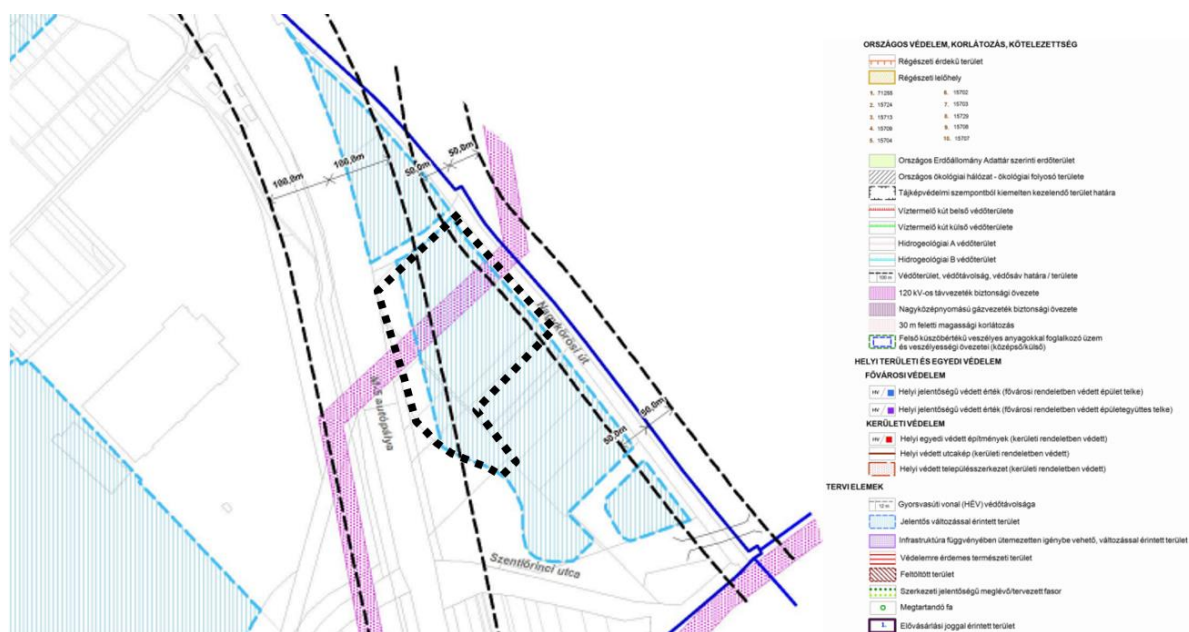 100,0m
100,0m
50,0m
50,0m
Nagykőrösi út
M-5 autópálya
50,0m
50,0m
Szentlőrinci utca
ORSZÁGOS VÉDELEM, KORLÁTOZÁS, KÖTELEZETTSÉG
Régészeti érdekű terület
Régészeti lelőhely
1. 71255 6. 15702
2. 15724 7. 15703
3. 15713 8. 15729
4. 15709 9. 15708
5. 15704 10. 15707
Országos Erdőállomány Adattár szerinti erdőterület
Országos ökológiai hálózat - ökológiai folyosó területe
Tájképvédelmi szempontból kiemelten kezelendő terület határa
Víztermelő kút belső védőterülete
Víztermelő kút külső védőterülete
Hidrogeológiai A védőterület
Hidrogeológiai B védőterület
100 m Védőterület, védőtávolság, védősáv határa / területe
120 kV-os távvezeték biztonsági övezete
Nagyközépnyomású gázvezeték biztonsági övezete
30 m feletti magassági korlátozás
Felső küszöbértékű veszélyes anyagokkal foglalkozó üzem
és veszélyességi övezetei (középső/külső)
HELYI TERÜLETI ÉS EGYEDI VÉDELEM
FŐVÁROSI VÉDELEM
HV / Helyi jelentőségű védett érték (fővárosi rendeletben védett épület telke)
HV / Helyi jelentőségű védett érték (fővárosi rendeletben védett épületegyüttes telke)
KERÜLETI VÉDELEM
HV / Helyi egyedi védett építmények (kerületi rendeletben védett)
Helyi védett utcakép (kerületi rendeletben védett)
Helyi védett településszerkezet (kerületi rendeletben védett)
TERVI ELEMEK
12 m Gyorsvasúti vonal (HÉV) védőtávolsága
Jelentős változással érintett terület
Infrastruktúra függvényében ütemezetten igénybe vehető, változással érintett terület
Védelemre érdemes természeti terület
Feltöltött terület
Szerkezeti jelentőségű meglévő/tervezett fasor
Megtartandó fa
L Elővásárlási joggal érintett terület